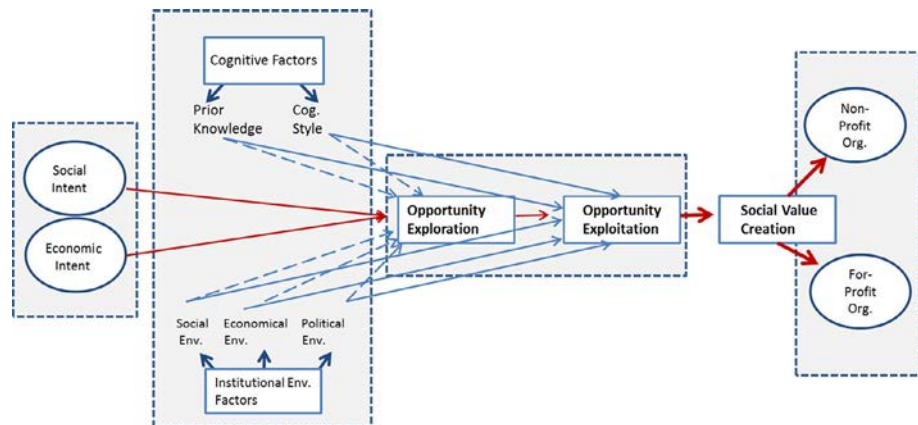 Cognitive Factors
Prior
Knowledge
Cog.
Style
Social
Intent
Economic
Intent
Opportunity
Exploration
Opportunity
Exploitation
Social Value
Creation
Non-
Profit
Org.
For-
Profit
Org.
Social
Env.
Economical
Env.
Political
Env.
Institutional Env.
Factors